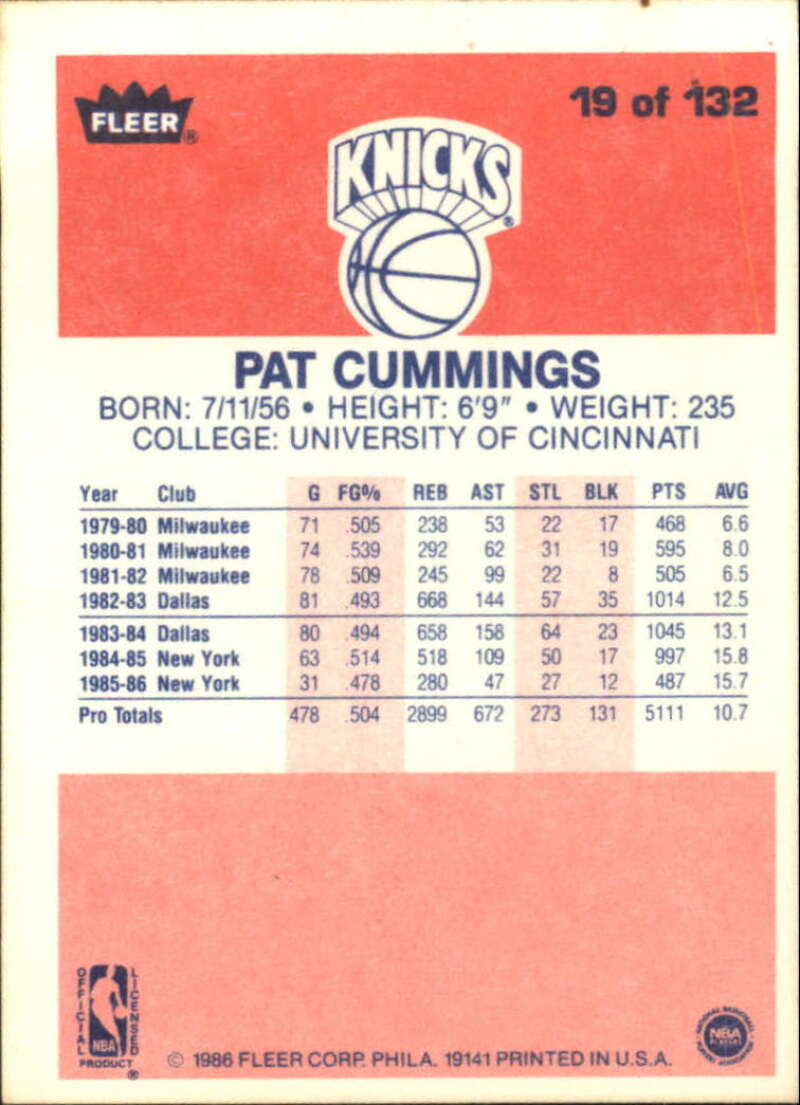 FLEER®
19 of 132
KNICKS®
PAT CUMMINGS
BORN: 7/11/56 • HEIGHT: 6'9" • WEIGHT: 235
COLLEGE: UNIVERSITY OF CINCINNATI
Year Club G FG% REB AST STL BLK PTS AVG
1979-80 Milwaukee 71 .505 238 53 22 17 468 6.6
1980-81 Milwaukee 74 .539 292 62 31 19 595 8.0
1981-82 Milwaukee 78 .509 245 99 22 8 505 6.5
1982-83 Dallas 81 .493 668 144 57 35 1014 12.5
1983-84 Dallas 80 .494 658 158 64 23 1045 13.1
1984-85 New York 63 .514 518 109 50 17 997 15.8
1985-86 New York 31 .478 280 47 27 12 487 15.7
Pro Totals 478 .504 2899 672 273 131 5111 10.7
OFFICIAL LICENSED
NBA
PRODUCT ®
© 1986 FLEER CORP. PHILA. 19141 PRINTED IN U.S.A.
NATIONAL BASKETBALL
NBA
PLAYERS
PLAYERS ASSOCIATION